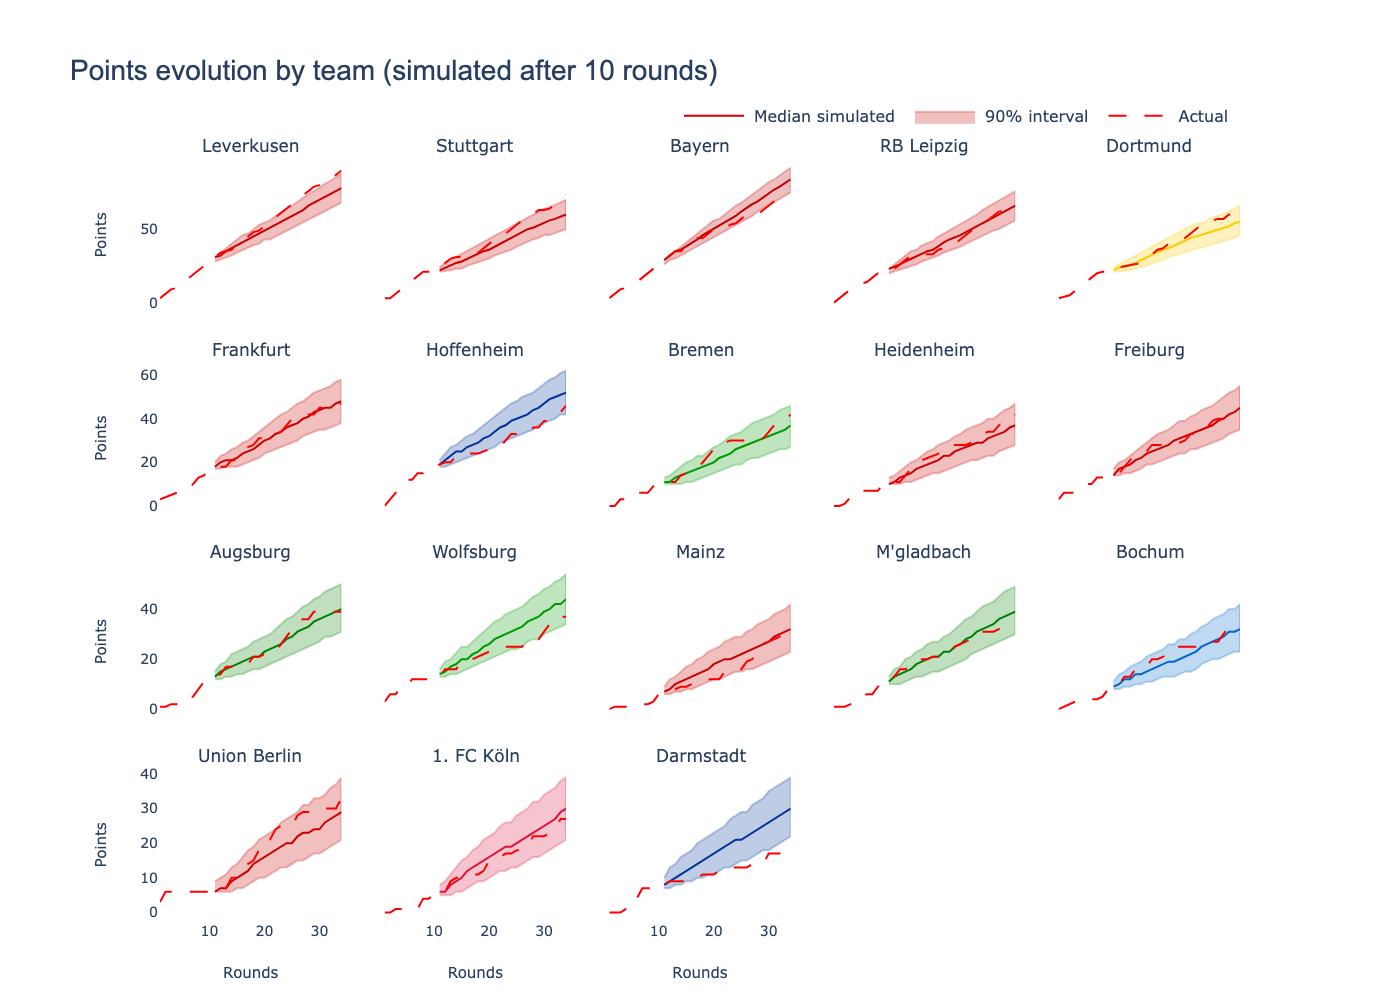 Points evolution by team (simulated after 10 rounds)
Median simulated 90% interval Actual
Leverkusen Stuttgart Bayern RB Leipzig Dortmund
Points
50
0
Frankfurt Hoffenheim Bremen Heidenheim Freiburg
Points
60
40
20
0
Augsburg Wolfsburg Mainz M'gladbach Bochum
Points
40
20
0
Union Berlin 1. FC Köln Darmstadt
Points
40
30
20
10
0
10 20 30 10 20 30 10 20 30
Rounds Rounds Rounds